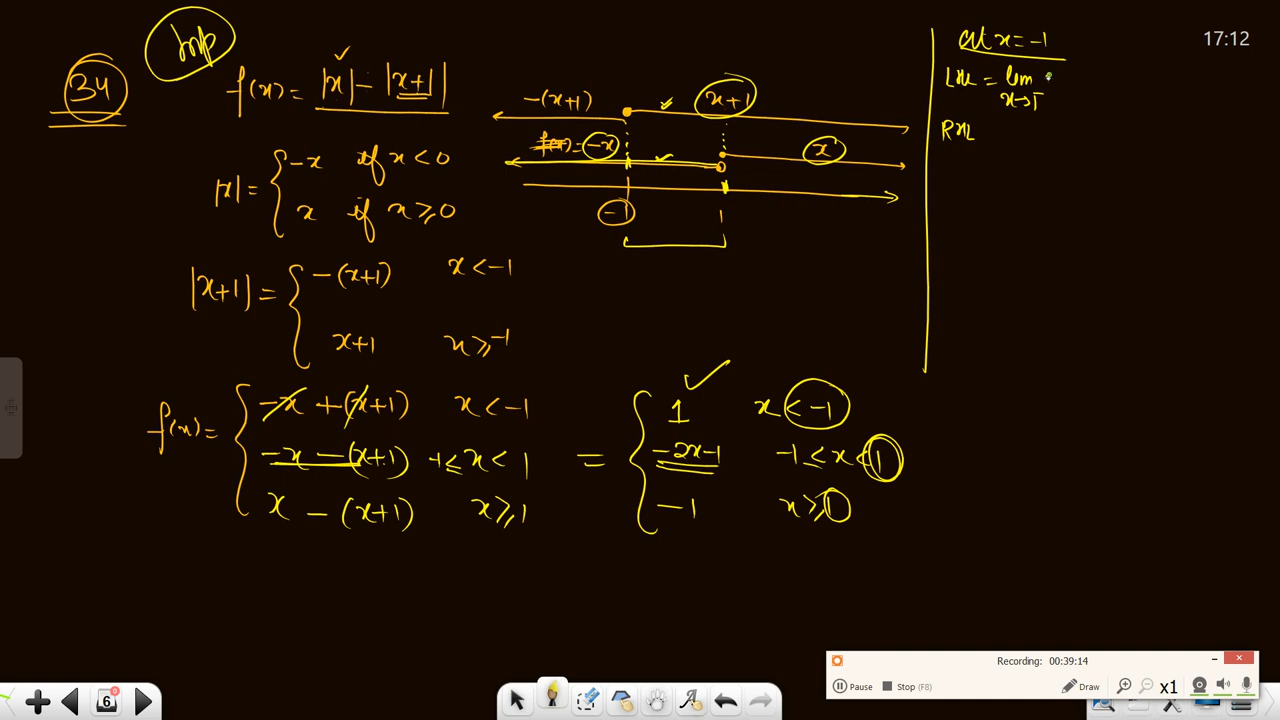 Imp
17:12
34
f(x) = |x| - |x+1|
|x| = { -x if x < 0
x if x ≥ 0
-(x+1) x+1
-x x
-1 1
|x+1| = { -(x+1) x < -1
x+1 x ≥ -1
f(x) = { -x + (x+1) x < -1
-x - (x+1) -1 ≤ x < 1
x - (x+1) x ≥ 1
= { 1 x < -1
-2x-1 -1 ≤ x < 1
-1 x ≥ 1
at x = -1
LHL = lim
x→-1⁻
RHL
Recording: 00:39:14
Pause Stop (F8) Draw x1
6 0